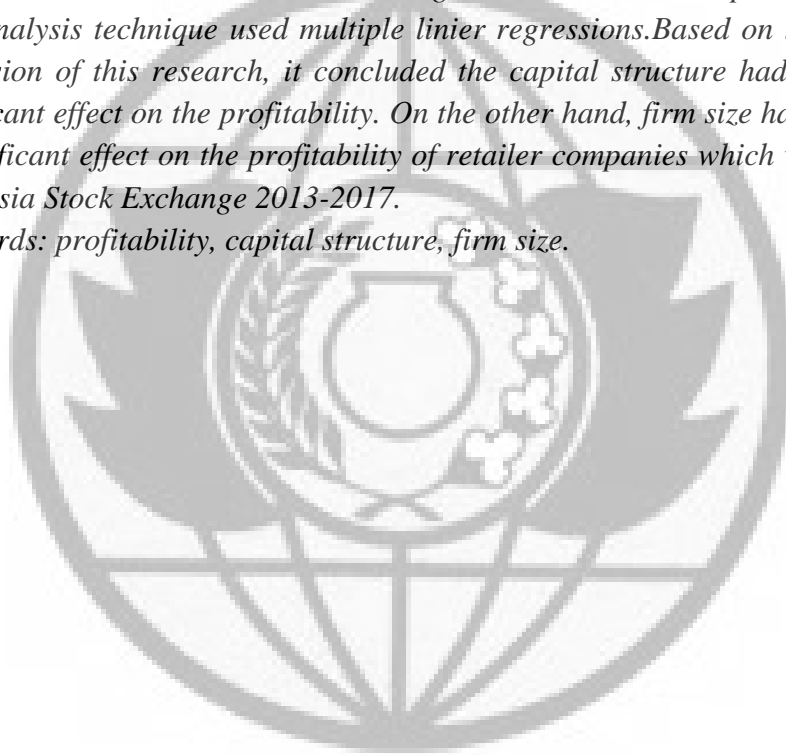 nalysis technique used multiple linier regressions.Based on
ion of this research, it concluded the capital structure had
cant effect on the profitability. On the other hand, firm size ha
ificant effect on the profitability of retailer companies which
sia Stock Exchange 2013-2017.
rds: profitability, capital structure, firm size.